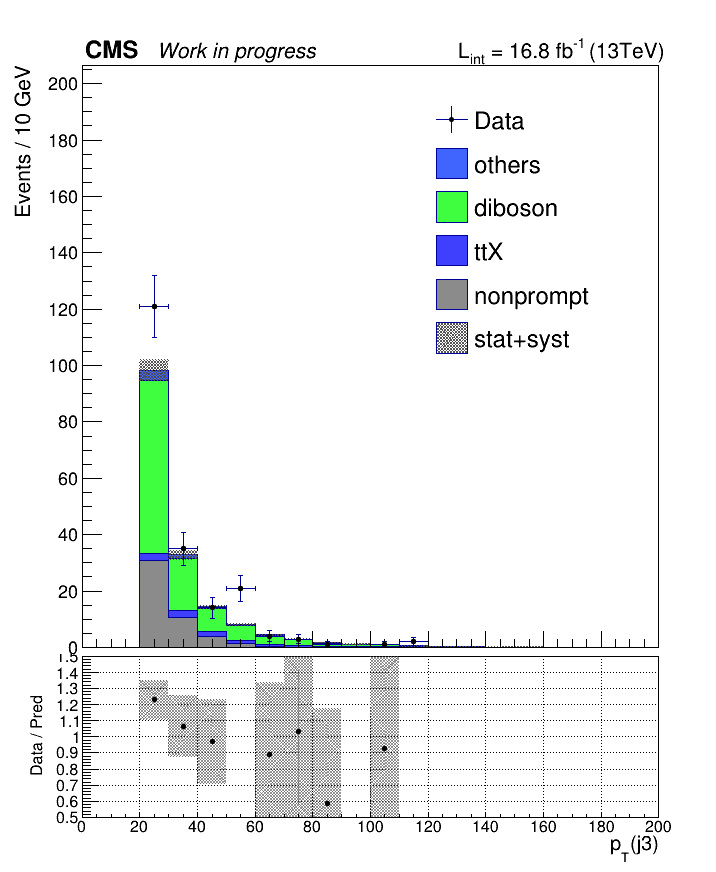 CMS Work in progress
L_int = 16.8 fb^-1 (13TeV)
Events / 10 GeV
200
180
160
140
120
100
80
60
40
20
0
Data
others
diboson
ttX
nonprompt
stat+syst
Data / Pred
1.5
1.4
1.3
1.2
1.1
1
0.9
0.8
0.7
0.6
0.5
0 20 40 60 80 100 120 140 160 180 200
p_T(j3)